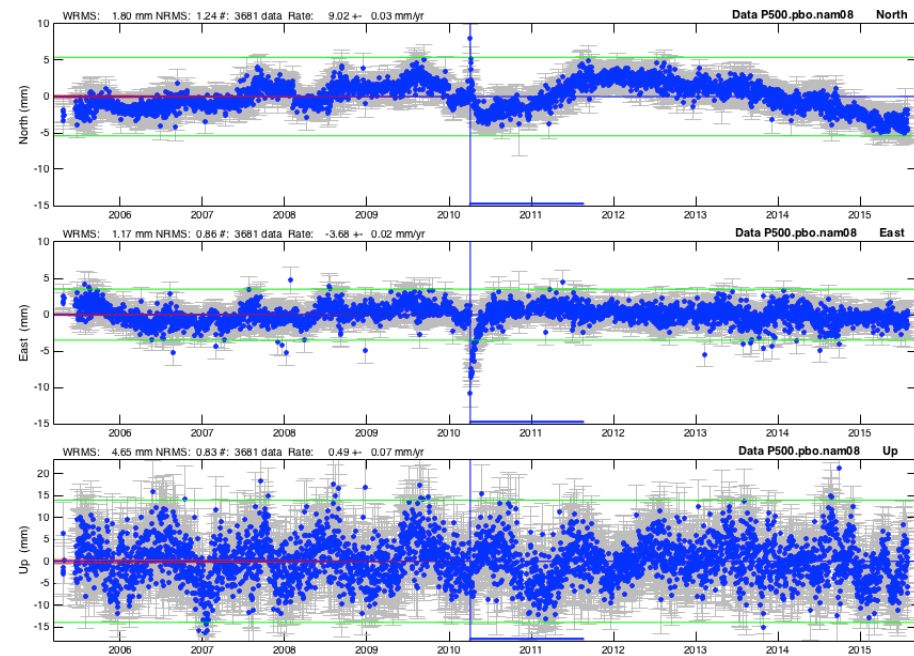 WRMS: 1.80 mm NRMS: 1.24 #: 3681 data Rate: 9.02 +- 0.03 mm/yr Data P500.pbo.nam08 North
10
5
0
-5
-10
-15
North (mm)
2006 2007 2008 2009 2010 2011 2012 2013 2014 2015
WRMS: 1.17 mm NRMS: 0.86 #: 3681 data Rate: -3.68 +- 0.02 mm/yr Data P500.pbo.nam08 East
10
5
0
-5
-10
-15
East (mm)
2006 2007 2008 2009 2010 2011 2012 2013 2014 2015
WRMS: 4.65 mm NRMS: 0.83 #: 3681 data Rate: 0.49 +- 0.07 mm/yr Data P500.pbo.nam08 Up
20
15
10
5
0
-5
-10
-15
Up (mm)
2006 2007 2008 2009 2010 2011 2012 2013 2014 2015